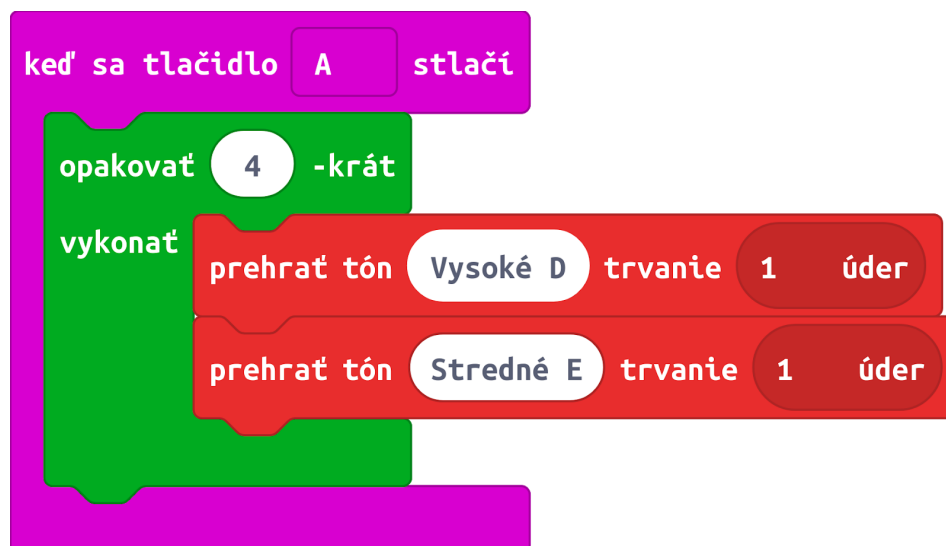 keď sa tlačidlo A stlačí
opakovať 4 -krát
vykonať
prehrať tón Vysoké D trvanie 1 úder
prehrať tón Stredné E trvanie 1 úder